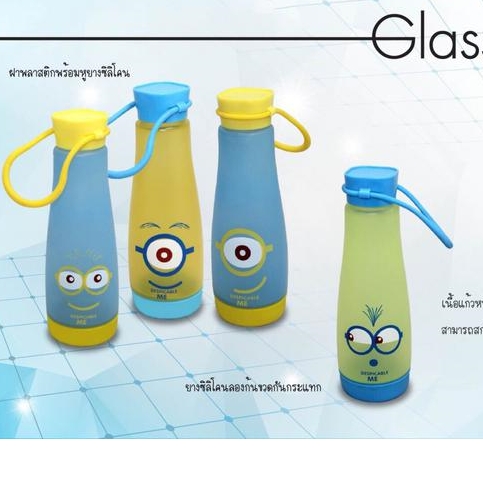 Glass
ฝาพลาสติกพร้อมหูยางซิลิโคน
DESPICABLE
ME
DESPICABLE
ME
DESPICABLE
ME
ME
เนื้อแก้วห
สามารถส
ยางซิลิโคนลองก้นขวดกันกระแทก